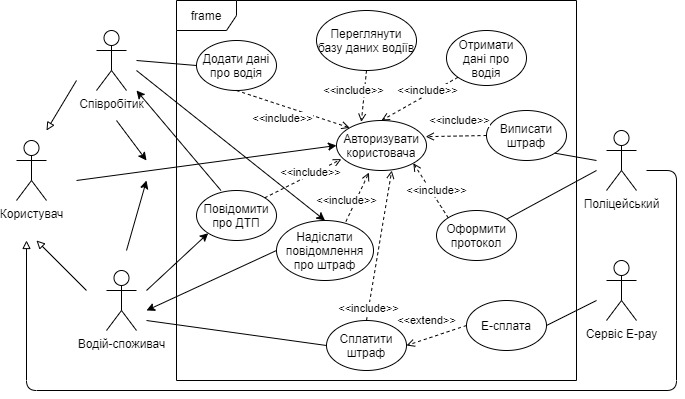 frame
Додати дані
про водія
Переглянути
базу даних водіїв
Отримати
дані про
водія
Співробітик
<<include>>
<<include>>
<<include>>
<<include>>
Авторизувати
користовача
Виписати
штраф
Користувач
<<include>>
<<include>>
<<include>>
Повідомити
про ДТП
Надіслати
повідомлення
про штраф
Оформити
протокол
Поліцейський
Водій-споживач
<<include>>
<<extend>>
Сплатити
штраф
Е-сплата
Сервіс E-pay